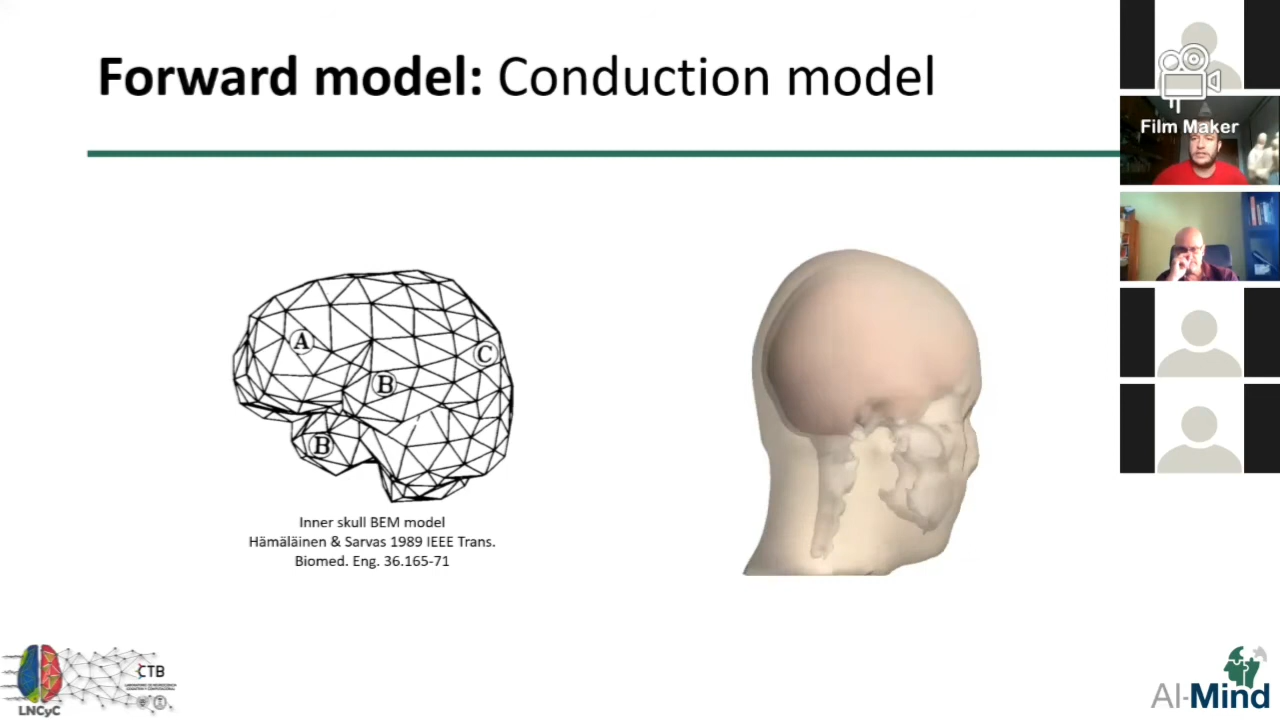 Forward model: Conduction model
Film Maker
A
C
B
B
Inner skull BEM model
Hämäläinen & Sarvas 1989 IEEE Trans.
Biomed. Eng. 36.165-71
CTB
LNCyC
AI-Mind